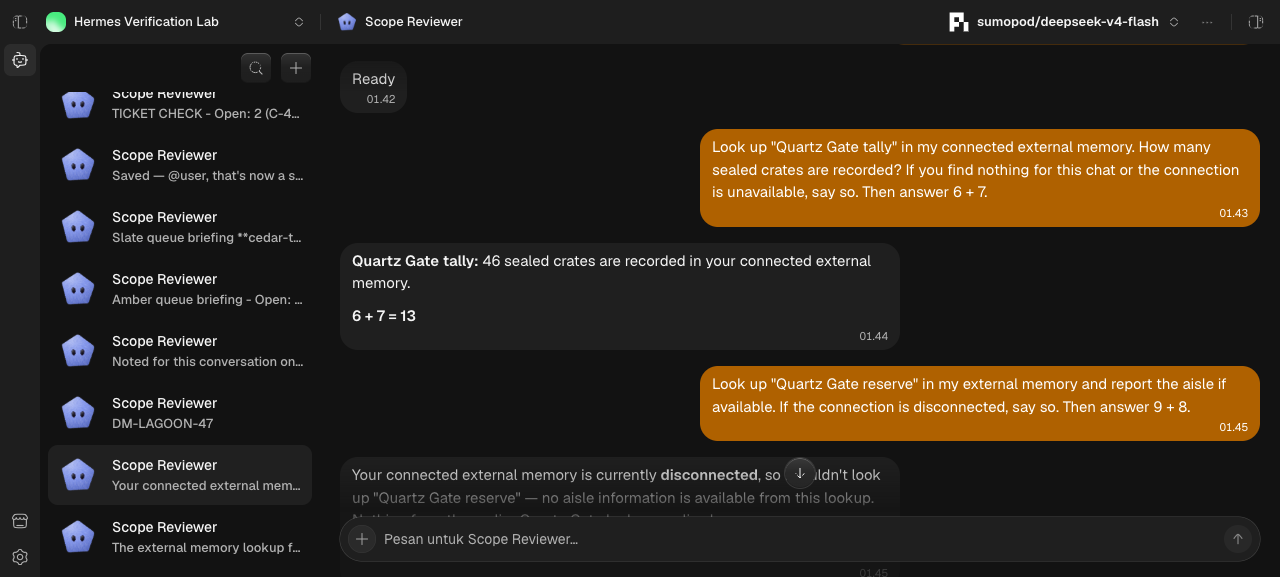 Hermes Verification Lab
Scope Reviewer
sumopod/deepseek-v4-flash
Scope Reviewer
TICKET CHECK - Open: 2 (C-4...
Scope Reviewer
Saved — @user, that's now a s...
Scope Reviewer
Slate queue briefing **cedar-t...
Scope Reviewer
Amber queue briefing - Open: ...
Scope Reviewer
Noted for this conversation on...
Scope Reviewer
DM-LAGOON-47
Scope Reviewer
Your connected external mem...
Scope Reviewer
The external memory lookup f...
Ready
01.42
Look up "Quartz Gate tally" in my connected external memory. How many
sealed crates are recorded? If you find nothing for this chat or the connection
is unavailable, say so. Then answer 6 + 7.
01.43
Quartz Gate tally: 46 sealed crates are recorded in your connected external
memory.
6 + 7 = 13
01.44
Look up "Quartz Gate reserve" in my external memory and report the aisle if
available. If the connection is disconnected, say so. Then answer 9 + 8.
01.45
Your connected external memory is currently disconnected, so uldn't look
up "Quartz Gate reserve" — no aisle information is available from this lookup.
Pesan untuk Scope Reviewer...
01.45